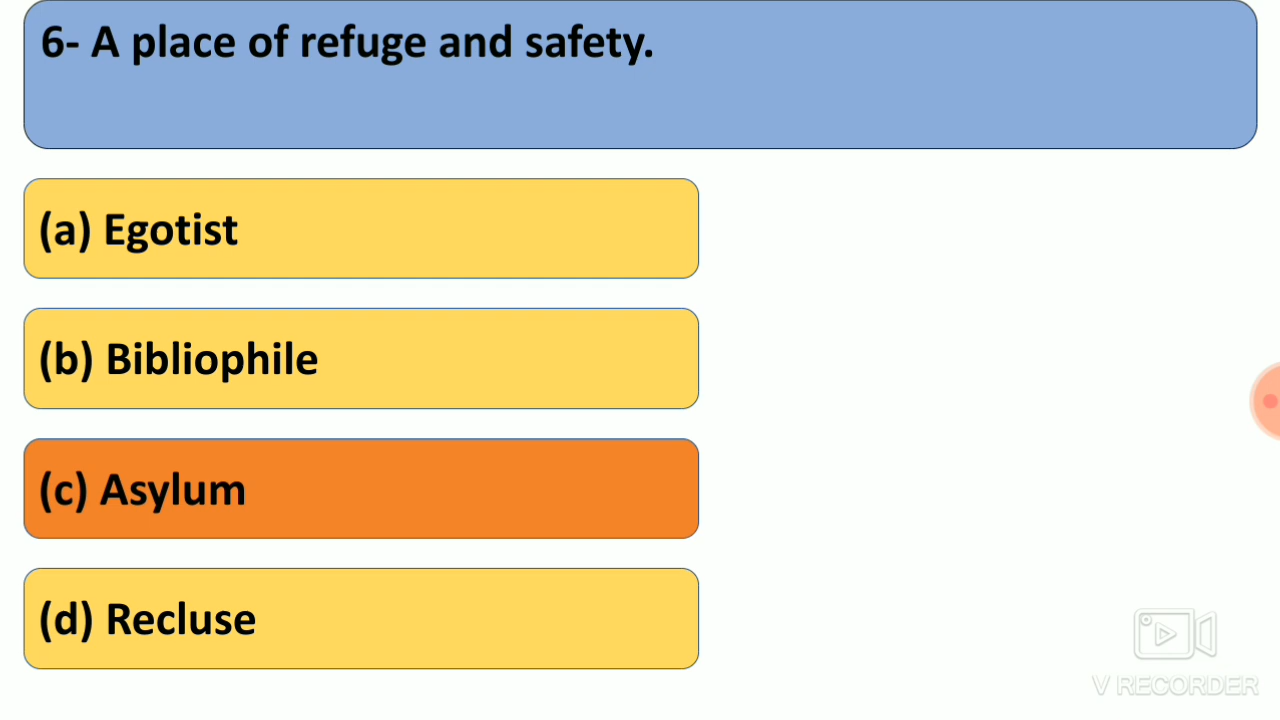 6- A place of refuge and safety.
(a) Egotist
(b) Bibliophile
(c) Asylum
(d) Recluse
V RECORDER